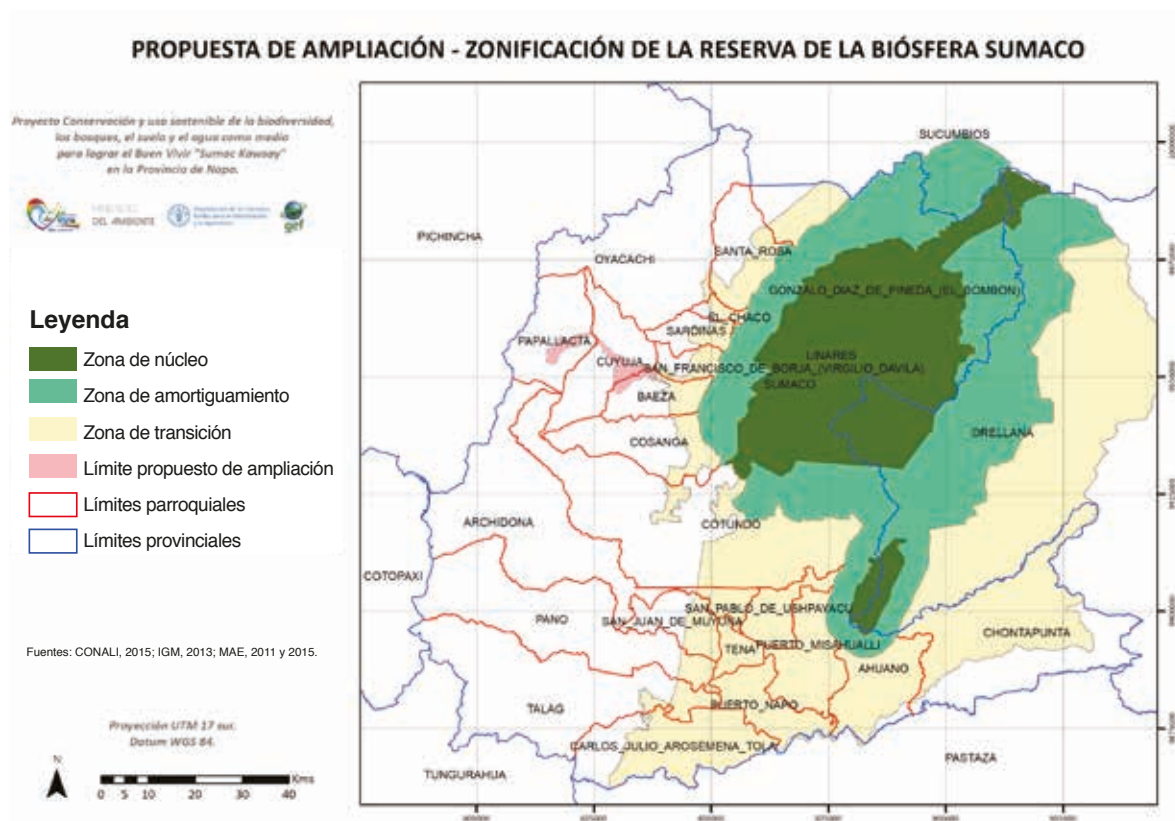 PROPUESTA DE AMPLIACIÓN - ZONIFICACIÓN DE LA RESERVA DE LA BIÓSFERA SUMACO
Proyecto Conservación y uso sostenible de la biodiversidad,
los bosques, el suelo y el agua como medio
para lograr el Buen Vivir "Sumac Kawsay"
en la Provincia de Napo.
DEL AMBIENTE
gef
Leyenda
Zona de núcleo
Zona de amortiguamiento
Zona de transición
Límite propuesto de ampliación
Límites parroquiales
Límites provinciales
Fuentes: CONALI, 2015; IGM, 2013; MAE, 2011 y 2015.
Proyección UTM 17 sur.
Datum WGS 84.
N
Kms
0 5 10 20 30 40
SUCUMBIOS
PICHINCHA
OYACACHI
SANTA_ROSA
GONZALO_DIAZ_DE_PINEDA_(EL_BOMBON)
EL_CHACO
SARDINAS
PAPALLACTA
CUYUJA
LINARES
SAN_FRANCISCO_DE_BORJA_(VIRGILIO_DAVILA)
SUMACO
BAEZA
COSANGA
ORELLANA
ARCHIDONA
COTUNDO
COTOPAXI
SAN_PABLO_DE_USHPAYACU
PANO
SAN_JUAN_DE_MUYUNA
CHONTAPUNTA
TENA
PUERTO_MISAHUALLI
AHUANO
TALAG
PUERTO_NAPO
CARLOS_JULIO_AROSEMENA_TOLA
PASTAZA
TUNGURAHUA